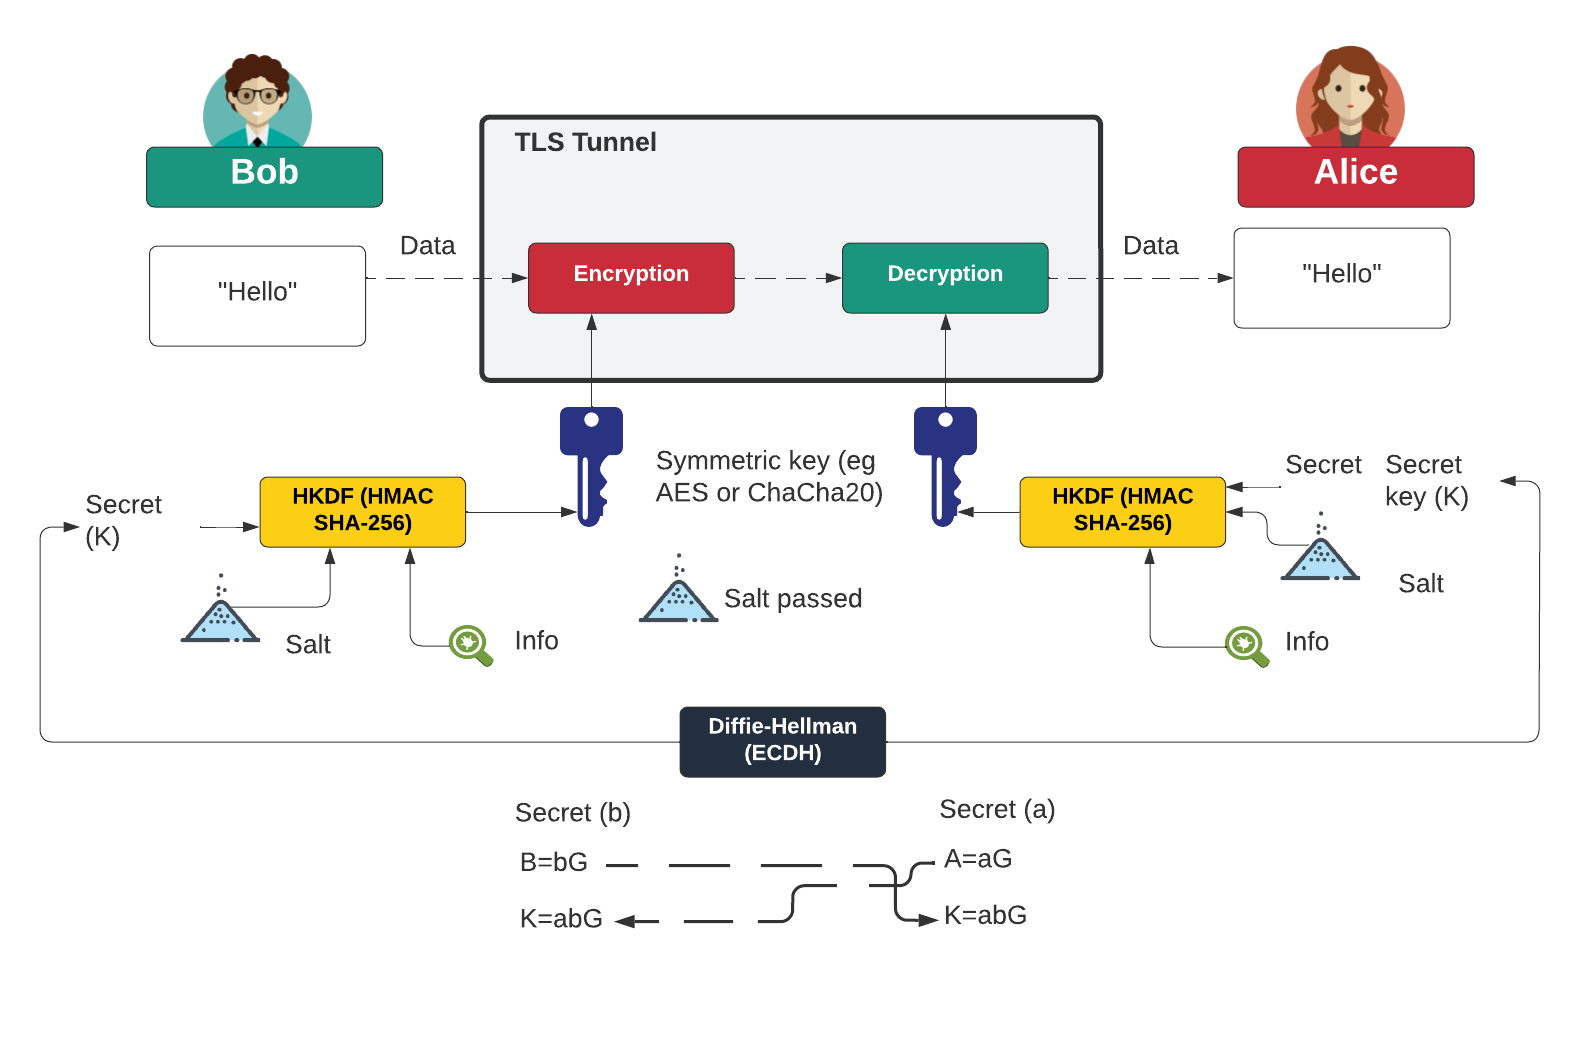 Bob
Alice
TLS Tunnel
Data
Data
"Hello"
Encryption
Decryption
"Hello"
Symmetric key (eg
AES or ChaCha20)
Secret
(K)
HKDF (HMAC
SHA-256)
HKDF (HMAC
SHA-256)
Secret
Secret
key (K)
Salt
Info
Salt passed
Salt
Info
Diffie-Hellman
(ECDH)
Secret (b)
Secret (a)
B=bG
A=aG
K=abG
K=abG